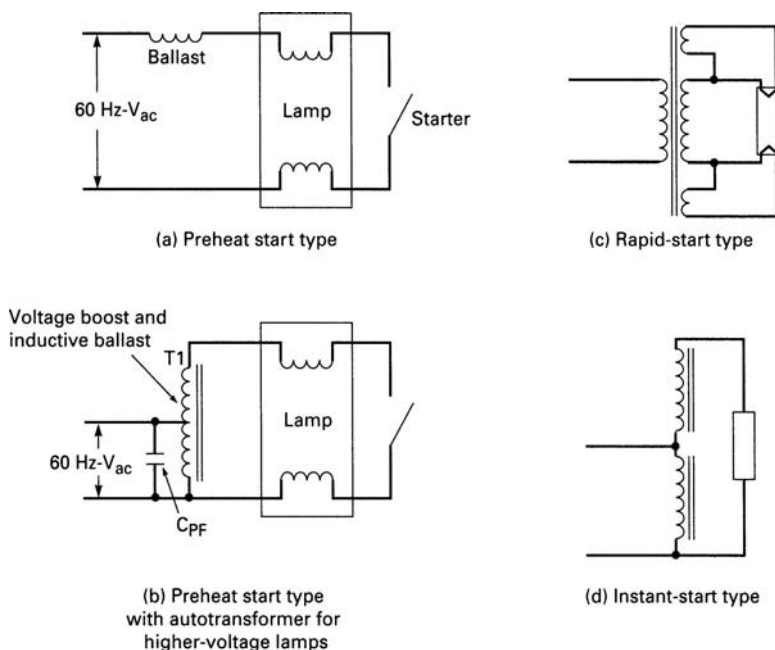 Ballast
60 Hz-Vac
Lamp
Starter
(a) Preheat start type
(c) Rapid-start type
Voltage boost and
inductive ballast
T1
Lamp
60 Hz-Vac
CPF
(b) Preheat start type
with autotransformer for
higher-voltage lamps
(d) Instant-start type